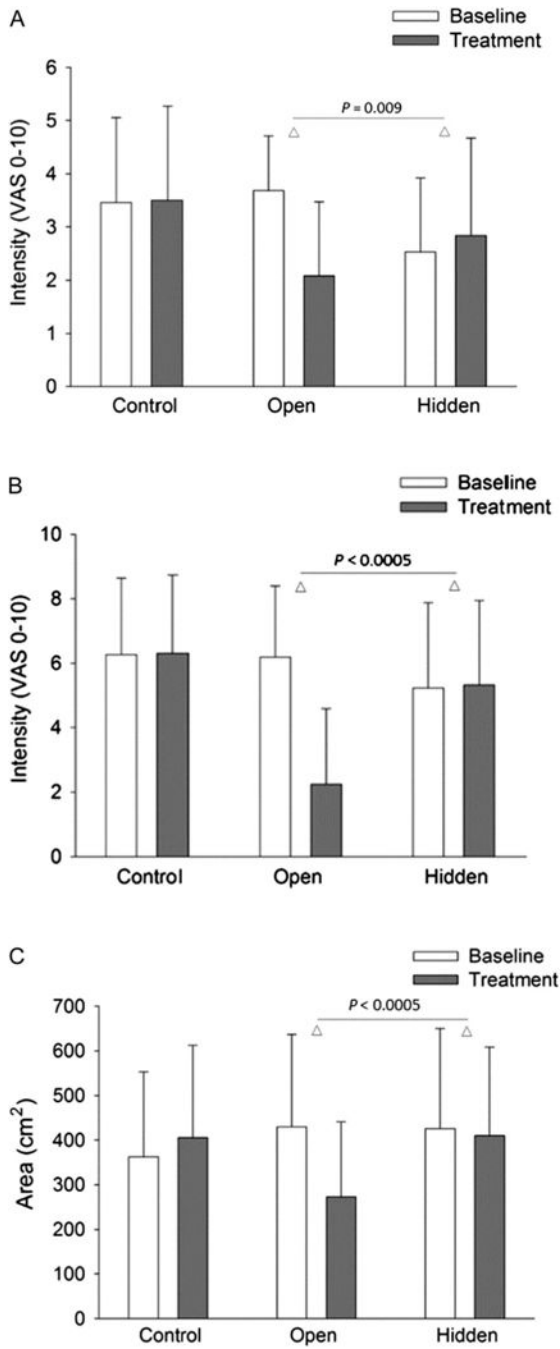 A
Baseline
Treatment
Intensity (VAS 0-10)
6
5
4
3
2
1
0
P = 0.009
△ △
Control Open Hidden
B
Baseline
Treatment
Intensity (VAS 0-10)
10
8
6
4
2
0
P < 0.0005
△ △
Control Open Hidden
C
Baseline
Treatment
Area (cm²)
700
600
500
400
300
200
100
0
P < 0.0005
△ △
Control Open Hidden